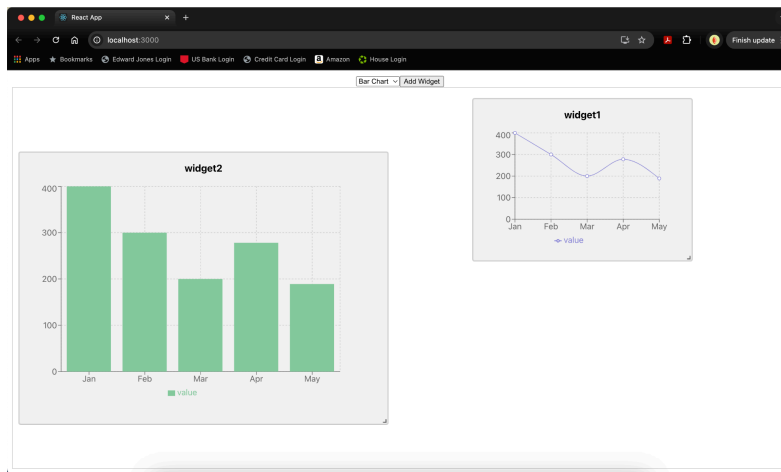 React App
localhost:3000
Finish update
Apps Bookmarks Edward Jones Login US Bank Login Credit Card Login Amazon House Login
Bar Chart Add Widget
widget1
400
300
200
100
0
Jan Feb Mar Apr May
value
widget2
400
300
200
100
0
Jan Feb Mar Apr May
value